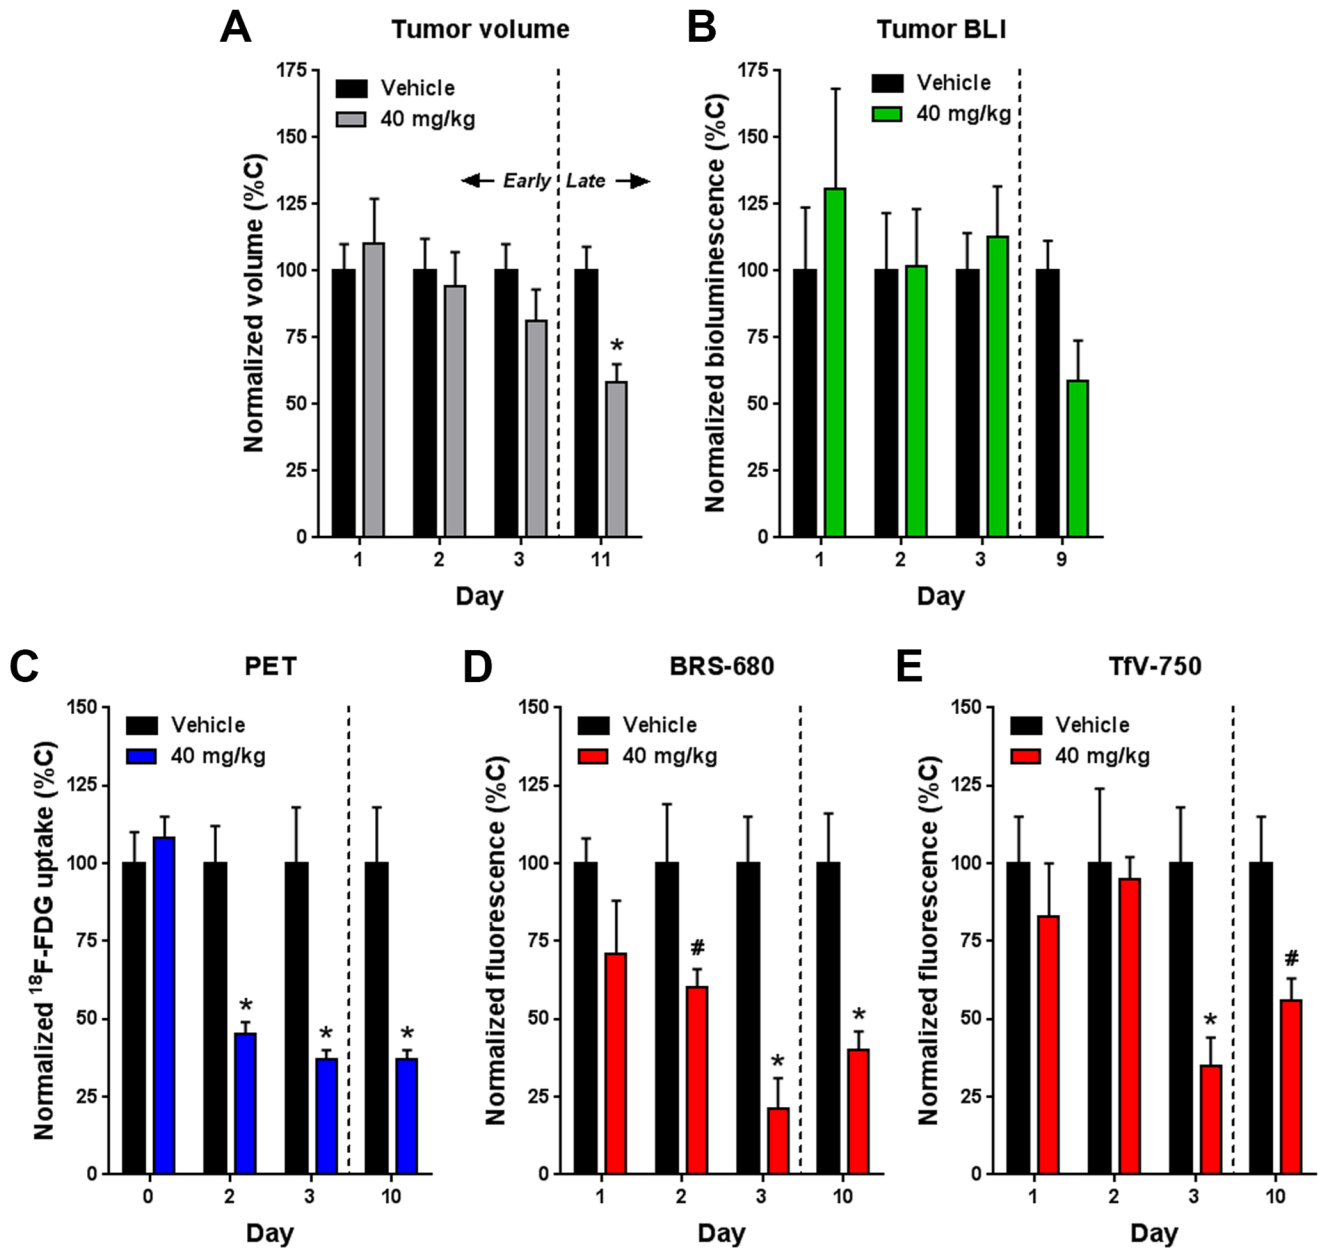 A
Tumor volume
Normalized volume (%C)
175
150
125
100
75
50
25
0
Vehicle
40 mg/kg
Early
Late
*
1 2 3 11
Day
B
Tumor BLI
Normalized bioluminescence (%C)
175
150
125
100
75
50
25
0
Vehicle
40 mg/kg
1 2 3 9
Day
C
PET
Normalized ¹⁸F-FDG uptake (%C)
150
125
100
75
50
25
0
Vehicle
40 mg/kg
* * *
0 2 3 10
Day
D
BRS-680
Normalized fluorescence (%C)
150
125
100
75
50
25
0
Vehicle
40 mg/kg
# * *
1 2 3 10
Day
E
TfV-750
Normalized fluorescence (%C)
150
125
100
75
50
25
0
Vehicle
40 mg/kg
* #
1 2 3 10
Day